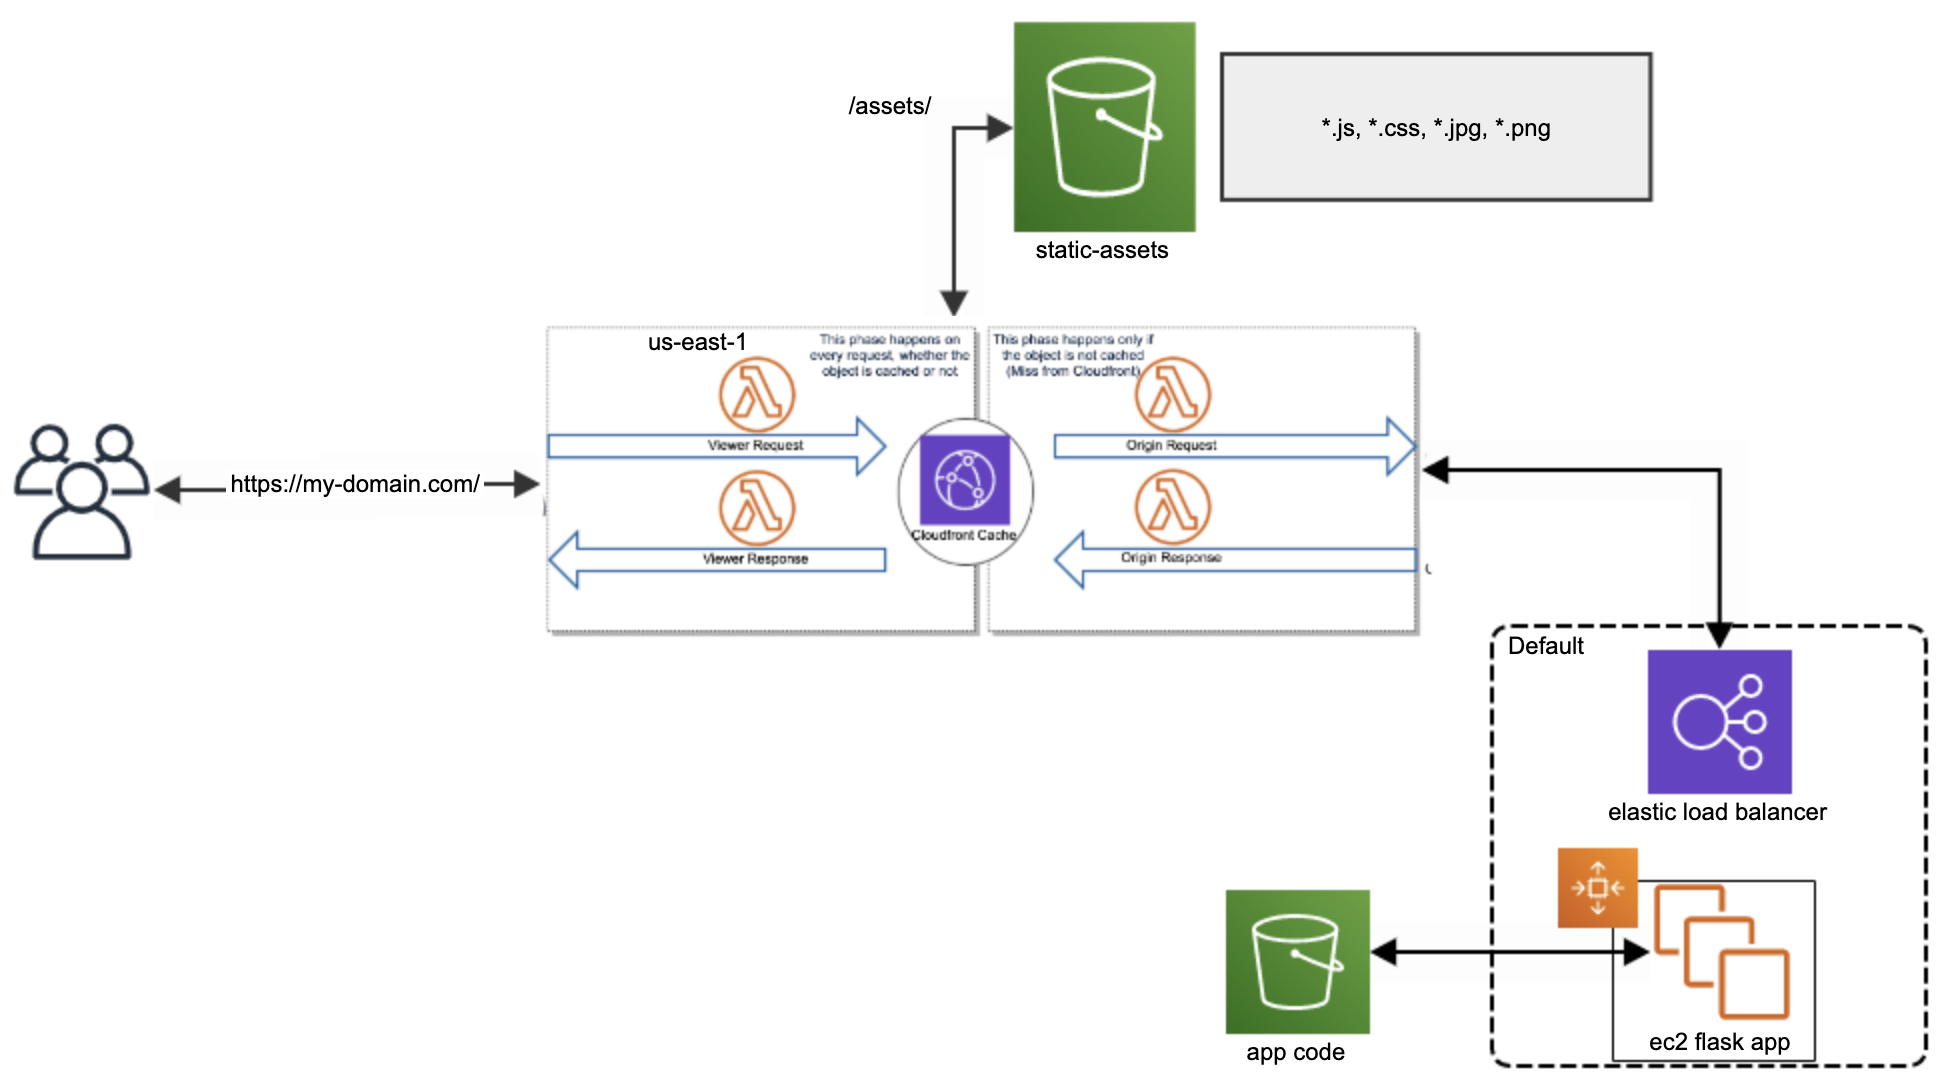 /assets/
*.js, *.css, *.jpg, *.png
static-assets
us-east-1
This phase happens on
every request, whether the
object is cached or not
This phase happens only if
the object is not cached
(Miss from Cloudfront)
Viewer Request
Origin Request
https://my-domain.com/
Cloudfront Cache
Viewer Response
Origin Response
Default
elastic load balancer
app code
ec2 flask app